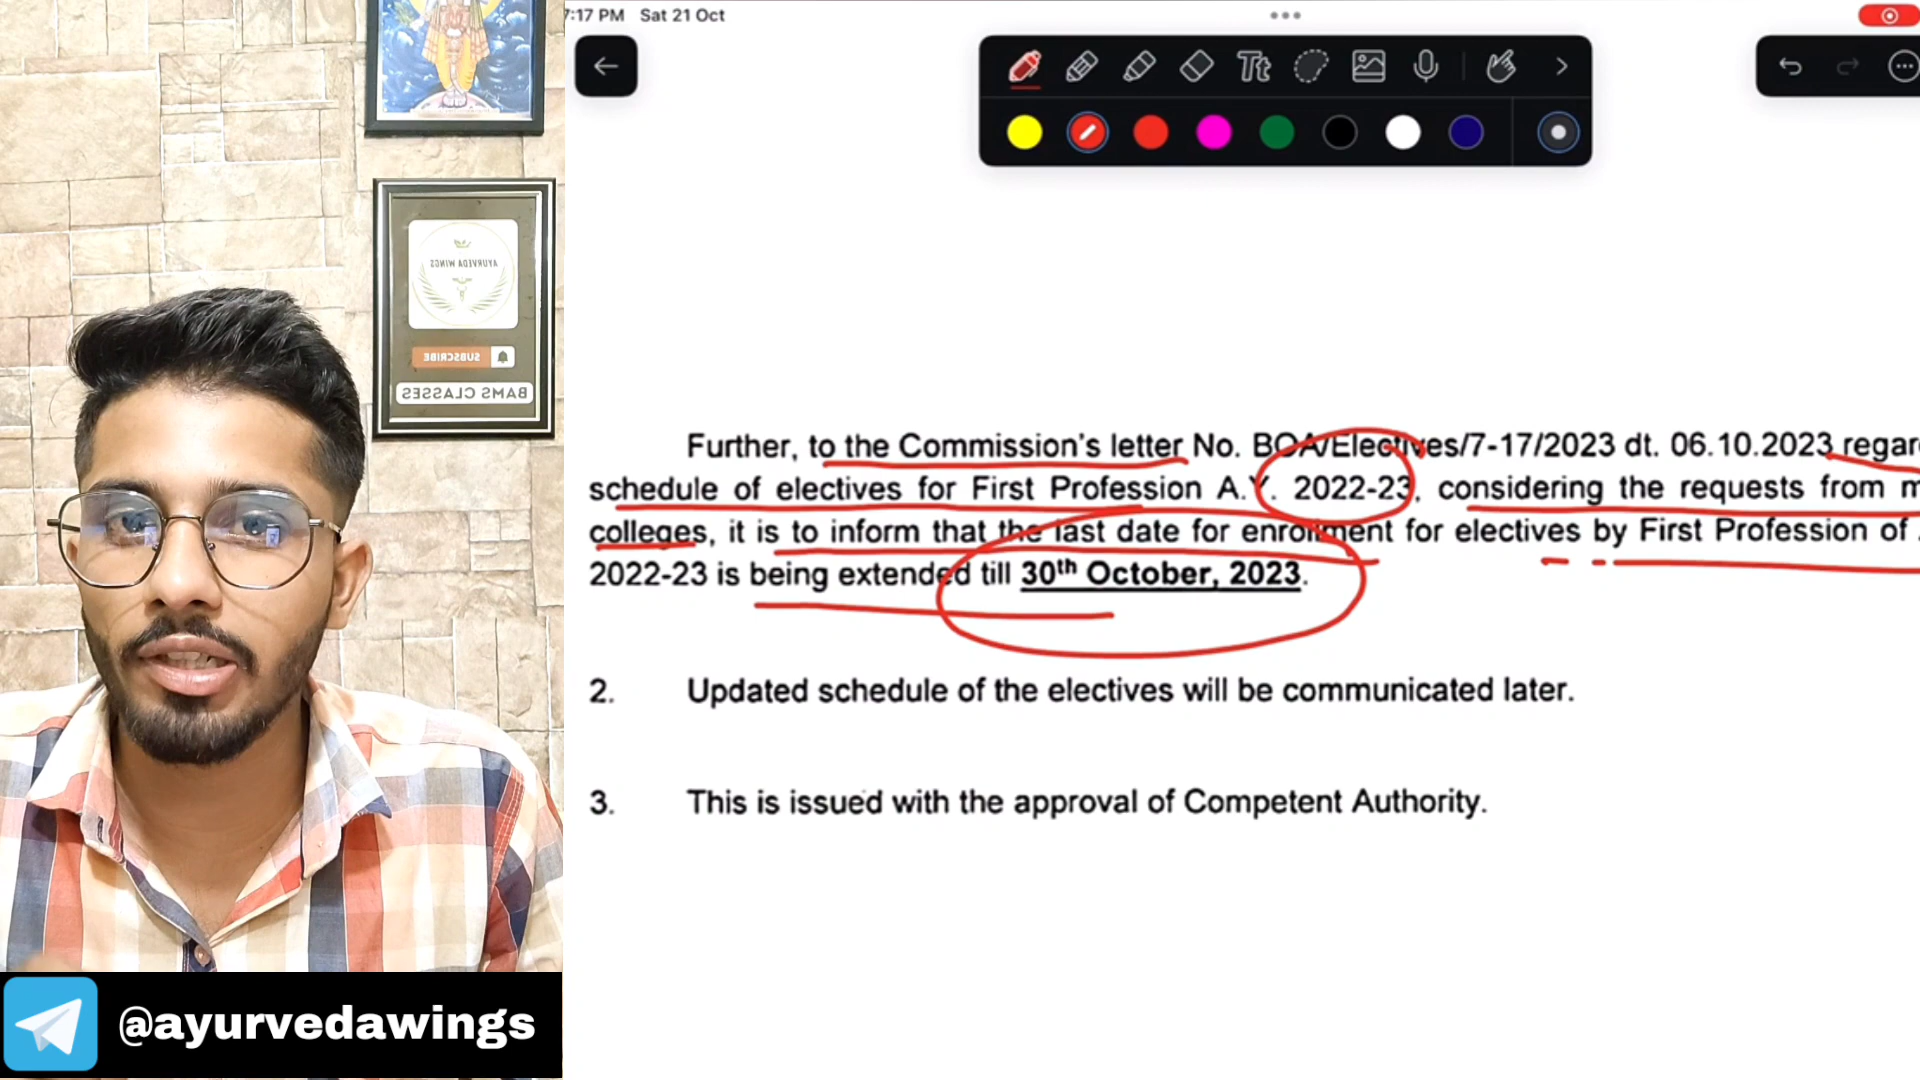 7:17 PM Sat 21 Oct
Tt
AYURVEDA WINGS
SUBSCRIBE
BAMS CLASSES
Further, to the Commission's letter No. BOA/Electives/7-17/2023 dt. 06.10.2023 regar
schedule of electives for First Profession A.Y. 2022-23, considering the requests from m
colleges, it is to inform that the last date for enrollment for electives by First Profession of
2022-23 is being extended till 30th October, 2023.
2. Updated schedule of the electives will be communicated later.
3. This is issued with the approval of Competent Authority.
@ayurvedawings